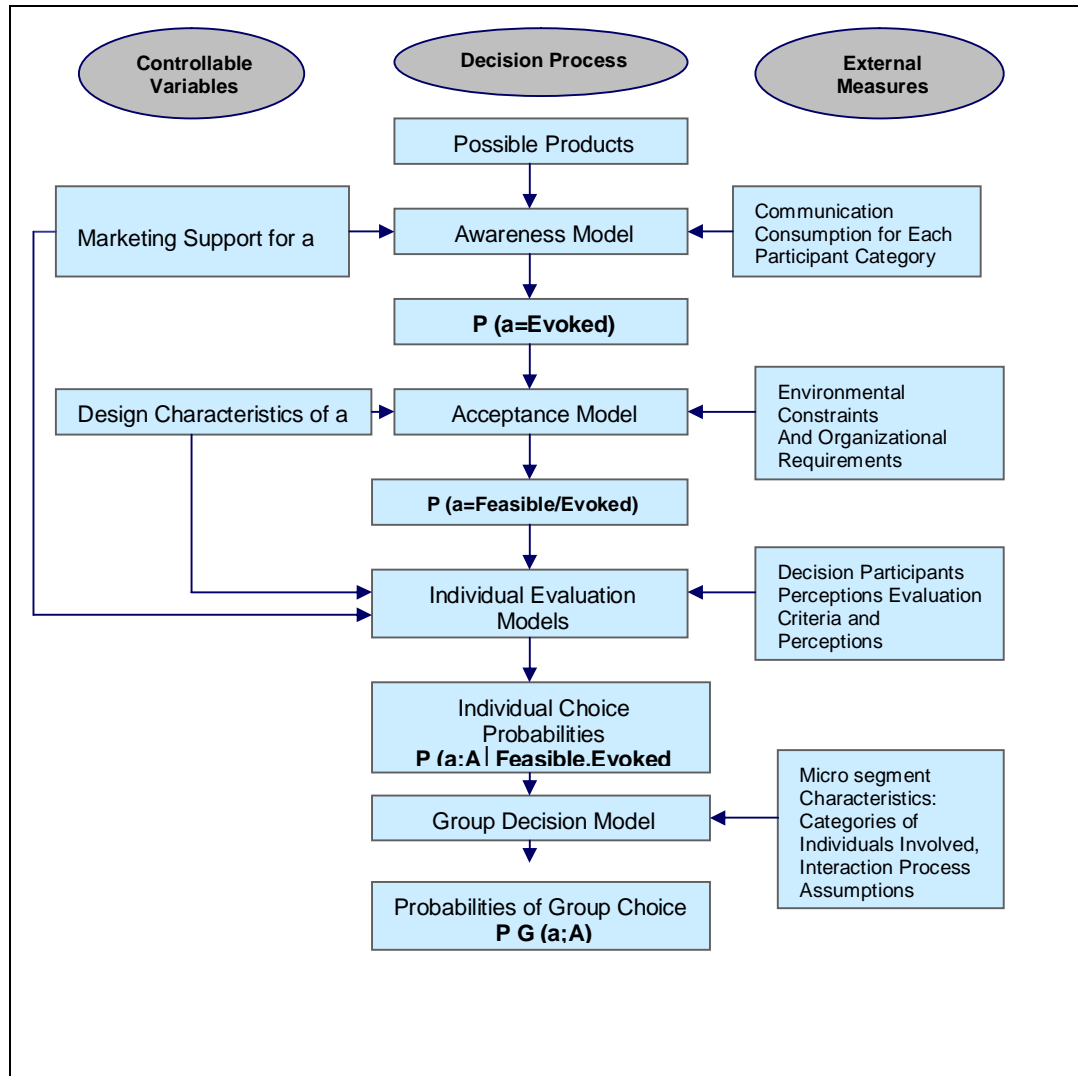 Controllable
Variables
Decision Process
External
Measures
Possible Products
Marketing Support for a
Awareness Model
Communication
Consumption for Each
Participant Category
P (a=Evoked)
Design Characteristics of a
Acceptance Model
Environmental
Constraints
And Organizational
Requirements
P (a=Feasible/Evoked)
Individual Evaluation
Models
Decision Participants
Perceptions Evaluation
Criteria and
Perceptions
Individual Choice
Probabilities
P (a;A| Feasible.Evoked
Group Decision Model
Micro segment
Characteristics:
Categories of
Individuals Involved,
Interaction Process
Assumptions
Probabilities of Group Choice
P G (a;A)